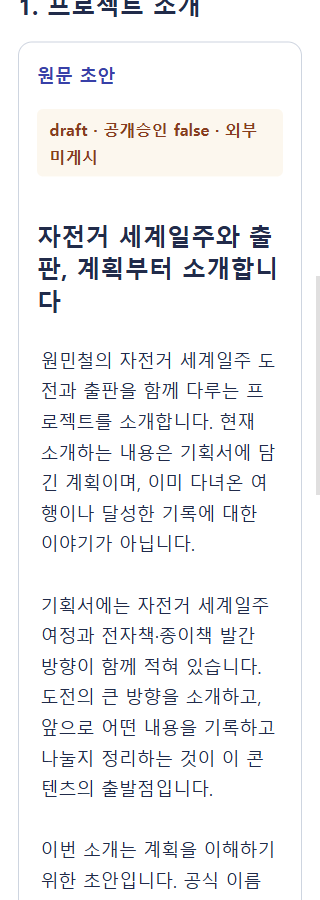 1. 프로젝트 소개
원문 초안
draft · 공개승인 false · 외부
미게시
자전거 세계일주와 출
판, 계획부터 소개합니
다
원민철의 자전거 세계일주 도
전과 출판을 함께 다루는 프
로젝트를 소개합니다. 현재
소개하는 내용은 기획서에 담
긴 계획이며, 이미 다녀온 여
행이나 달성한 기록에 대한
이야기가 아닙니다.
기획서에는 자전거 세계일주
여정과 전자책·종이책 발간
방향이 함께 적혀 있습니다.
도전의 큰 방향을 소개하고,
앞으로 어떤 내용을 기록하고
나눌지 정리하는 것이 이 콘
텐츠의 출발점입니다.
이번 소개는 계획을 이해하기
위한 초안입니다. 공식 이름